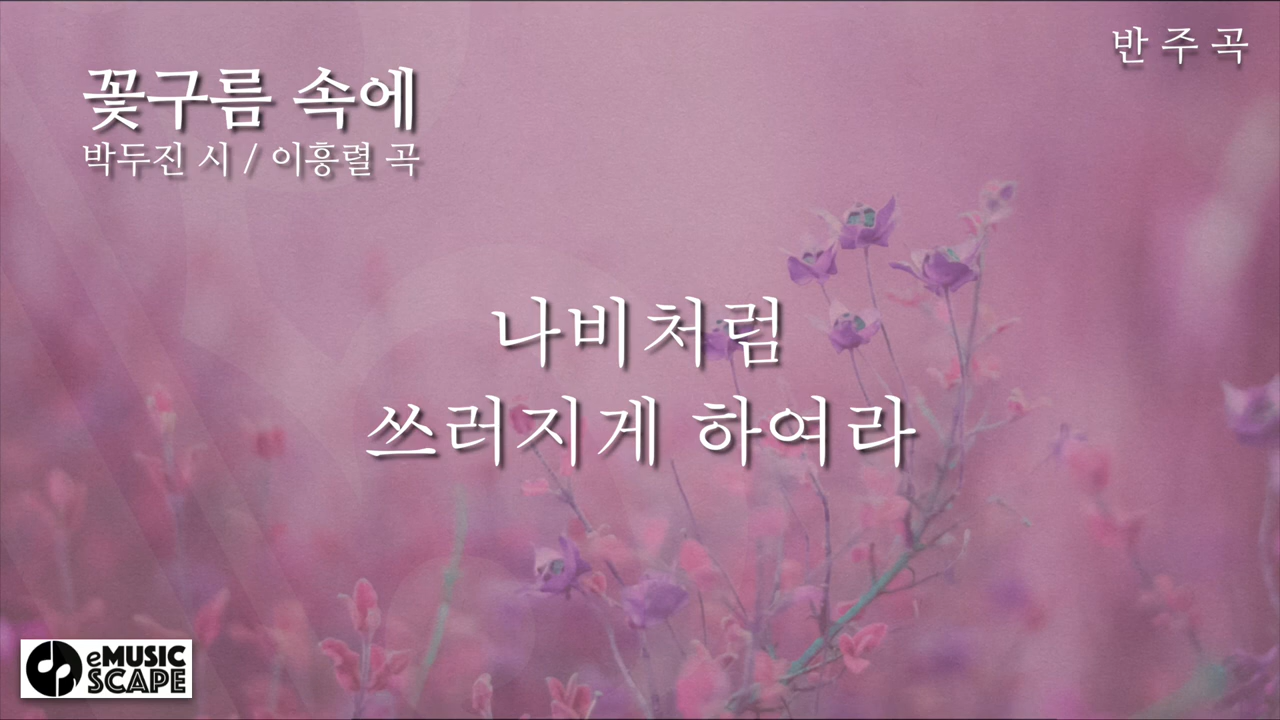 반 주 곡
꽃구름 속에
박두진 시 / 이흥렬 곡
나비처럼
쓰러지게 하여라
eMUSIC
SCAPE